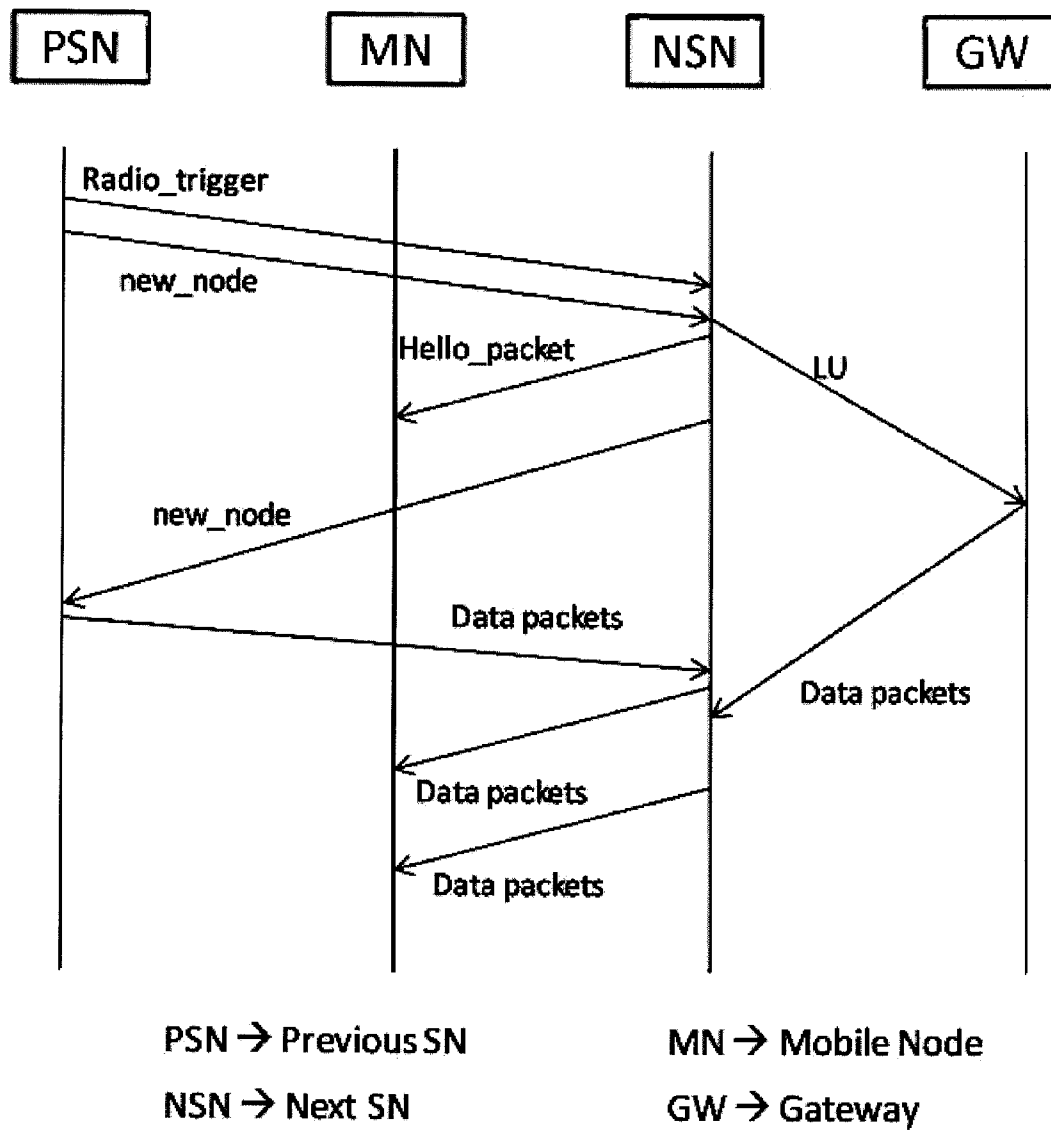 PSN MN NSN GW
Radio_trigger
new_node
Hello_packet
LU
new_node
Data packets
Data packets
Data packets
Data packets
PSN → Previous SN MN → Mobile Node
NSN → Next SN GW → Gateway